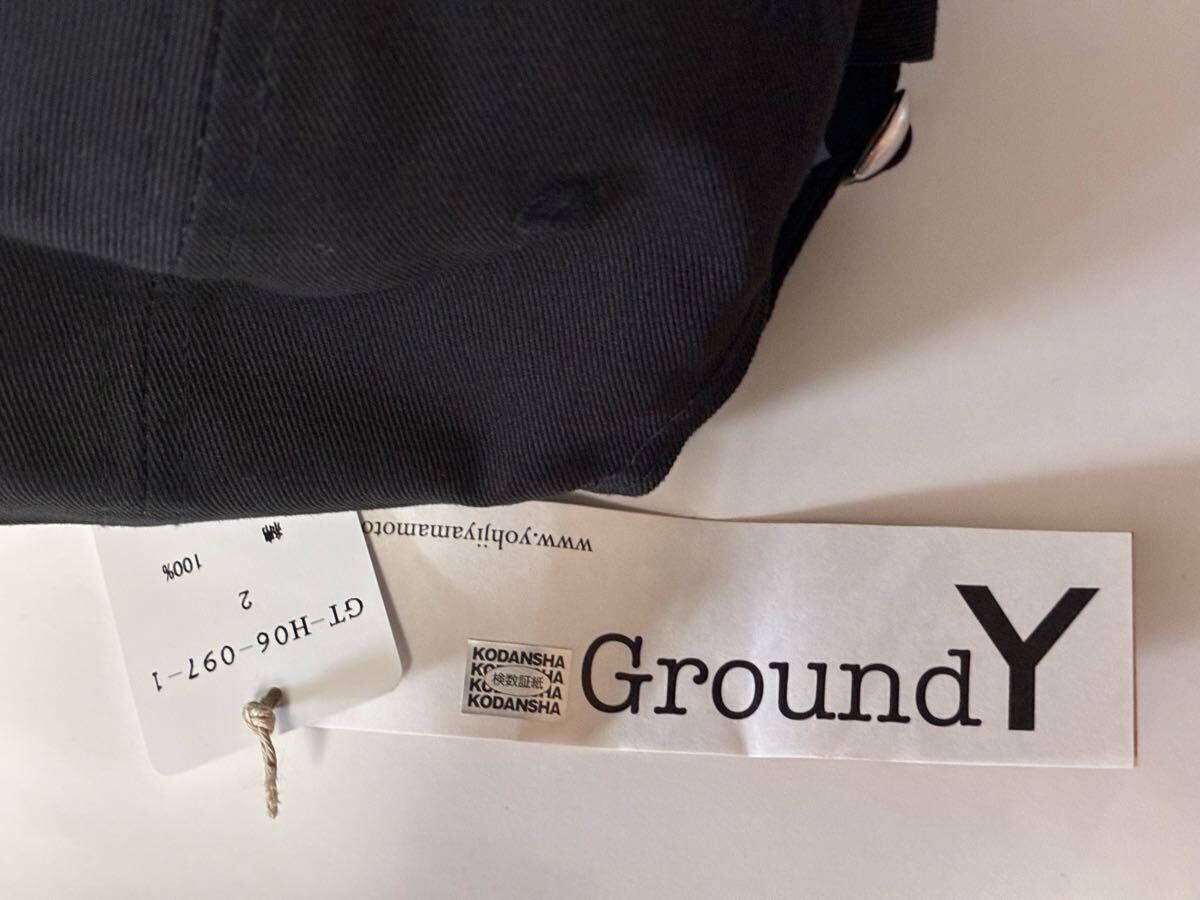 GroundY
www.yohjiyamamoto
KODANSHA
KODANSHA
KODANSHA
KODANSHA
検数証紙
GT-H06-097-1
2
100%
綿